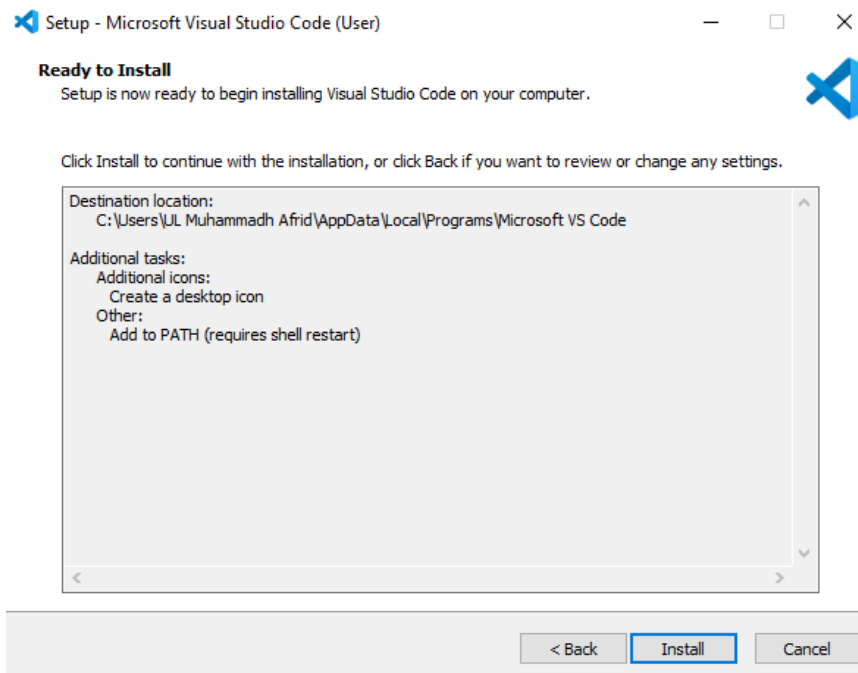 Setup - Microsoft Visual Studio Code (User)
Ready to Install
Setup is now ready to begin installing Visual Studio Code on your computer.
Click Install to continue with the installation, or click Back if you want to review or change any settings.
Destination location:
C:\Users\UL Muhammadh Afrid\AppData\Local\Programs\Microsoft VS Code
Additional tasks:
Additional icons:
Create a desktop icon
Other:
Add to PATH (requires shell restart)
< Back Install Cancel